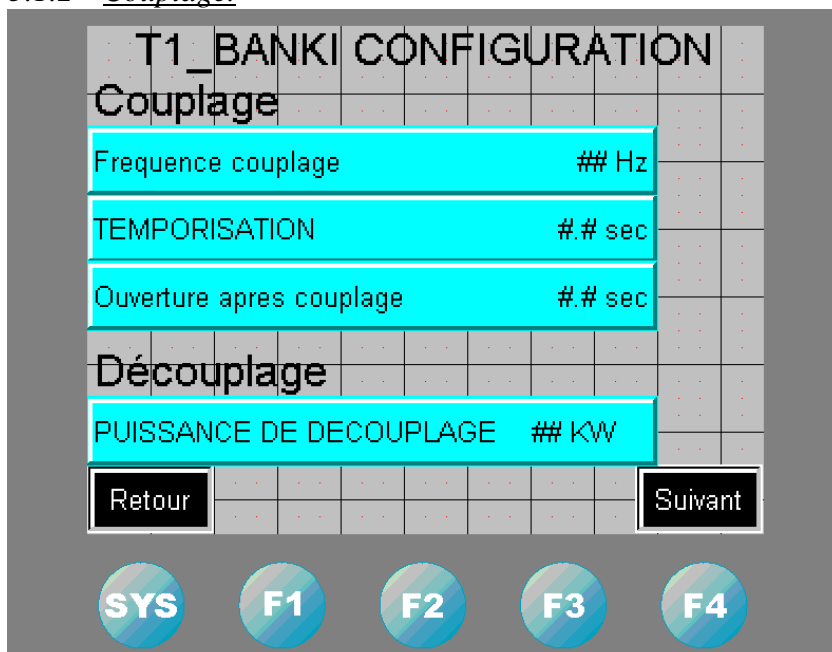 Couplage:
T1_BANKI CONFIGURATION
Couplage
Frequence couplage ## Hz
TEMPORISATION #.# sec
Ouverture apres couplage #.# sec
Découplage
PUISSANCE DE DECOUPLAGE ## KW
Retour Suivant
SYS F1 F2 F3 F4